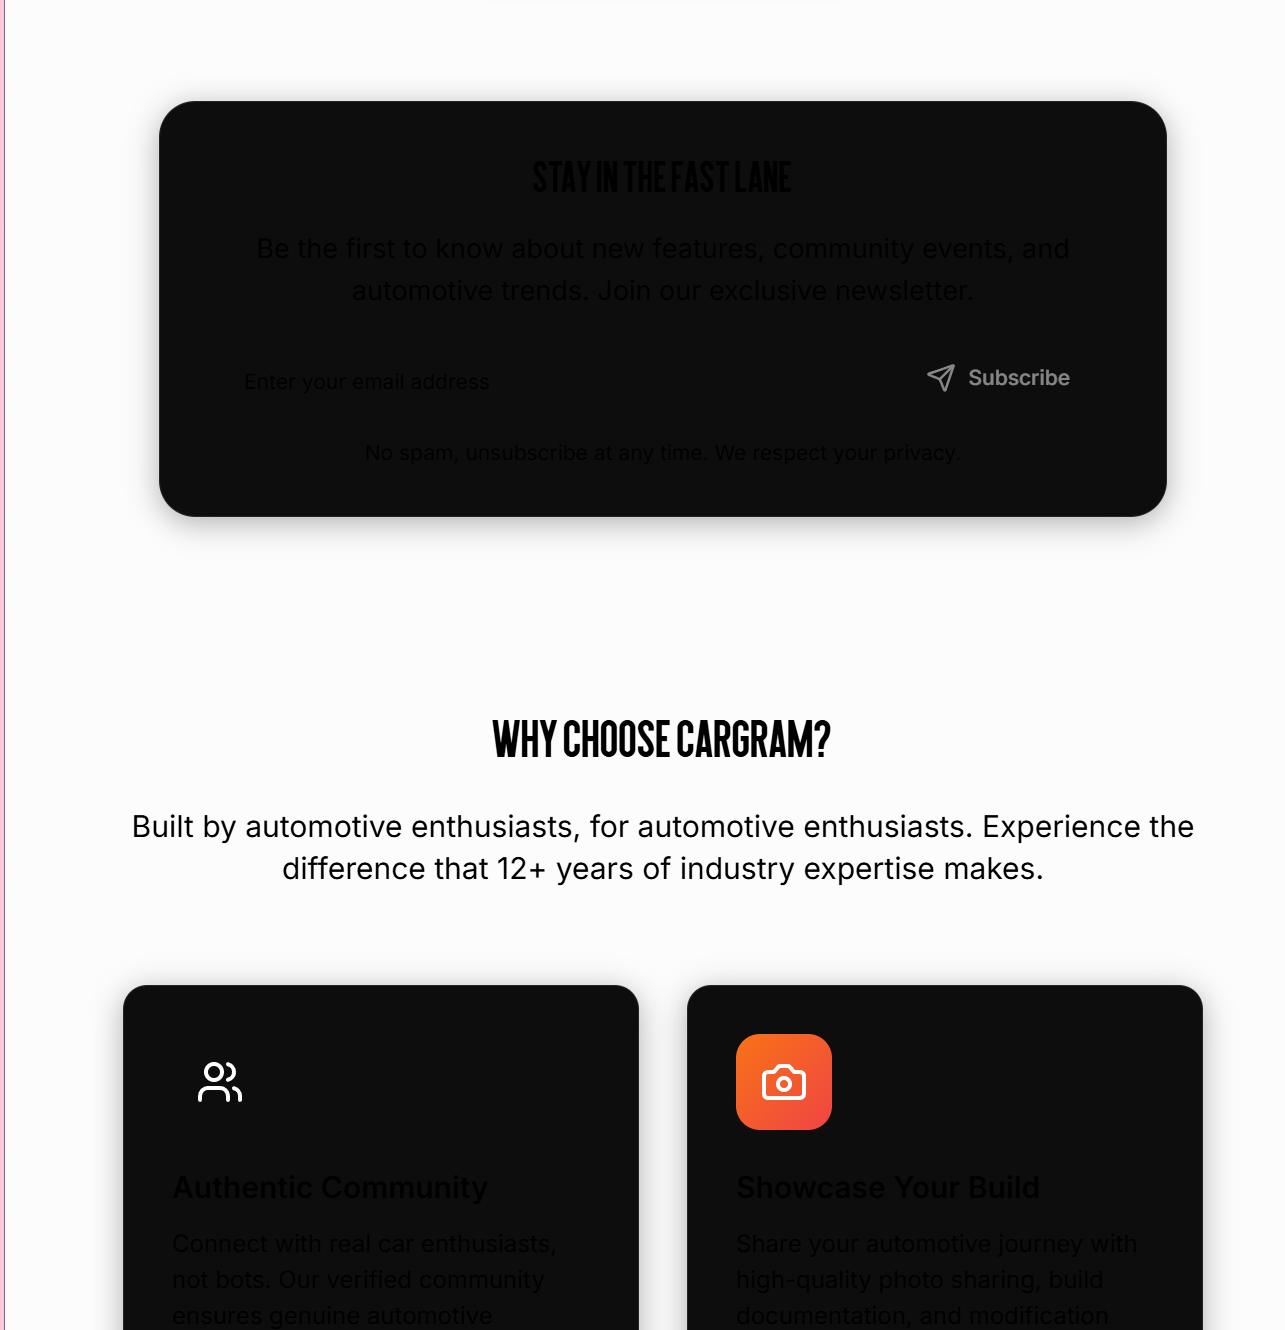 STAY IN THE FAST LANE
Be the first to know about new features, community events, and
automotive trends. Join our exclusive newsletter.
Enter your email address
Subscribe
No spam, unsubscribe at any time. We respect your privacy.
WHY CHOOSE CARGRAM?
Built by automotive enthusiasts, for automotive enthusiasts. Experience the
difference that 12+ years of industry expertise makes.
Authentic Community
Connect with real car enthusiasts,
not bots. Our verified community
ensures genuine automotive
Showcase Your Build
Share your automotive journey with
high-quality photo sharing, build
documentation, and modification